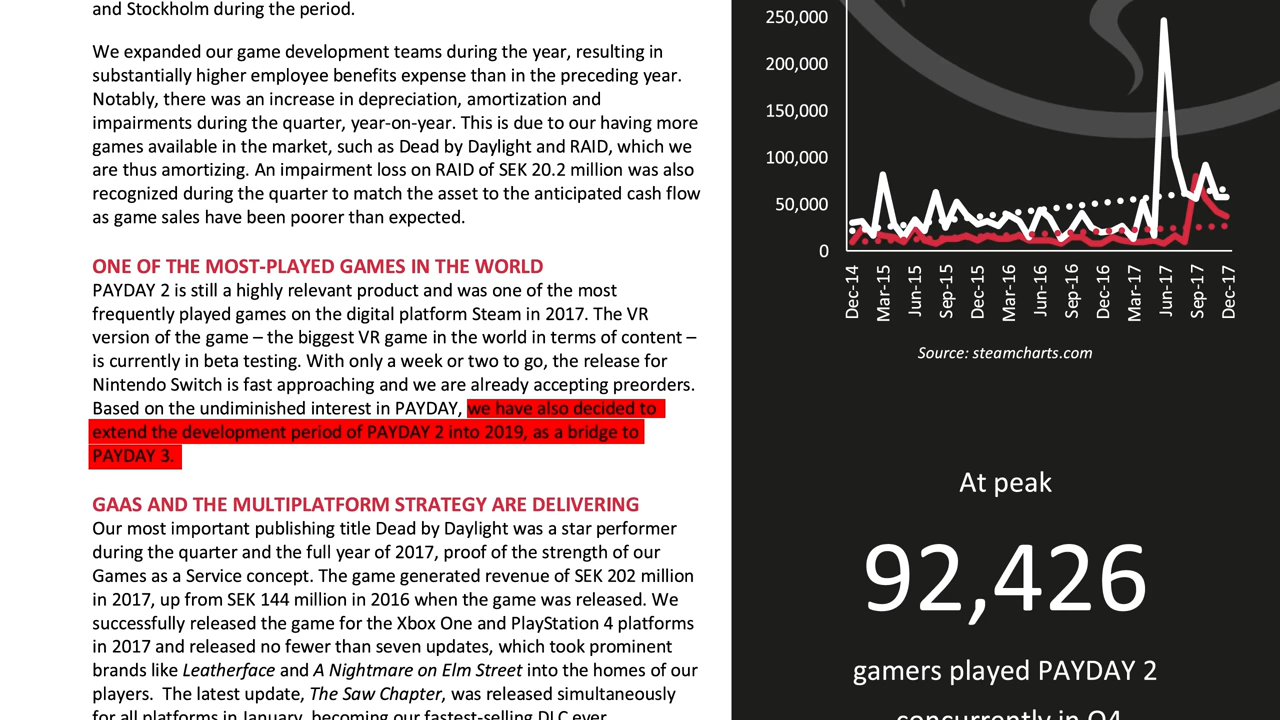 and Stockholm during the period.
We expanded our game development teams during the year, resulting in
substantially higher employee benefits expense than in the preceding year.
Notably, there was an increase in depreciation, amortization and
impairments during the quarter, year-on-year. This is due to our having more
games available in the market, such as Dead by Daylight and RAID, which we
are thus amortizing. An impairment loss on RAID of SEK 20.2 million was also
recognized during the quarter to match the asset to the anticipated cash flow
as game sales have been poorer than expected.
ONE OF THE MOST-PLAYED GAMES IN THE WORLD
PAYDAY 2 is still a highly relevant product and was one of the most
frequently played games on the digital platform Steam in 2017. The VR
version of the game – the biggest VR game in the world in terms of content –
is currently in beta testing. With only a week or two to go, the release for
Nintendo Switch is fast approaching and we are already accepting preorders.
Based on the undiminished interest in PAYDAY, we have also decided to
extend the development period of PAYDAY 2 into 2019, as a bridge to
PAYDAY 3.
GAAS AND THE MULTIPLATFORM STRATEGY ARE DELIVERING
Our most important publishing title Dead by Daylight was a star performer
during the quarter and the full year of 2017, proof of the strength of our
Games as a Service concept. The game generated revenue of SEK 202 million
in 2017, up from SEK 144 million in 2016 when the game was released. We
successfully released the game for the Xbox One and PlayStation 4 platforms
in 2017 and released no fewer than seven updates, which took prominent
brands like Leatherface and A Nightmare on Elm Street into the homes of our
players. The latest update, The Saw Chapter, was released simultaneously
for all platforms in January, becoming our fastest-selling DLC ever.
250,000
200,000
150,000
100,000
50,000
0
Dec-14
Mar-15
Jun-15
Sep-15
Dec-15
Mar-16
Jun-16
Sep-16
Dec-16
Mar-17
Jun-17
Sep-17
Dec-17
Source: steamcharts.com
At peak
92,426
gamers played PAYDAY 2
concurrently in Q4